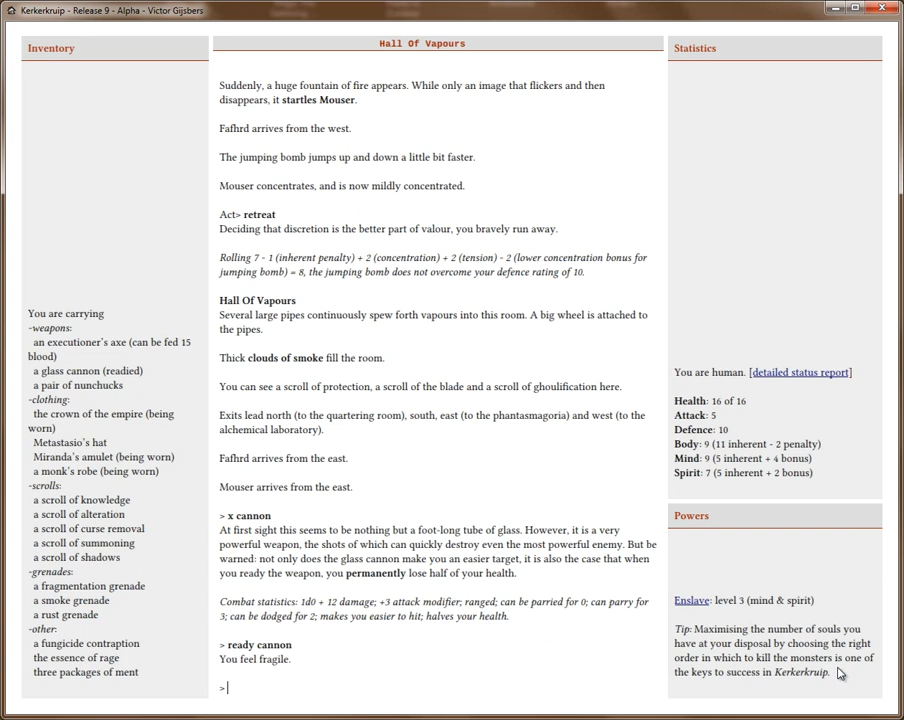 Kerkerkruip - Release 9 - Alpha - Victor Gijsbers
Inventory
You are carrying
-weapons:
an executioner's axe (can be fed 15
blood)
a glass cannon (readied)
a pair of nunchucks
-clothing:
the crown of the empire (being
worn)
Metastasio's hat
Miranda's amulet (being worn)
a monk's robe (being worn)
-scrolls:
a scroll of knowledge
a scroll of alteration
a scroll of curse removal
a scroll of summoning
a scroll of shadows
-grenades:
a fragmentation grenade
a smoke grenade
a rust grenade
-other:
a fungicide contraption
the essence of rage
three packages of ment
Hall Of Vapours
Suddenly, a huge fountain of fire appears. While only an image that flickers and then
disappears, it startles Mouser.
Fafhrd arrives from the west.
The jumping bomb jumps up and down a little bit faster.
Mouser concentrates, and is now mildly concentrated.
Act> retreat
Deciding that discretion is the better part of valour, you bravely run away.
Rolling 7 - 1 (inherent penalty) + 2 (concentration) + 2 (tension) - 2 (lower concentration bonus for
jumping bomb) = 8, the jumping bomb does not overcome your defence rating of 10.
Hall Of Vapours
Several large pipes continuously spew forth vapours into this room. A big wheel is attached to
the pipes.
Thick clouds of smoke fill the room.
You can see a scroll of protection, a scroll of the blade and a scroll of ghoulification here.
Exits lead north (to the quartering room), south, east (to the phantasmagoria) and west (to the
alchemical laboratory).
Fafhrd arrives from the east.
Mouser arrives from the east.
> x cannon
At first sight this seems to be nothing but a foot-long tube of glass. However, it is a very
powerful weapon, the shots of which can quickly destroy even the most powerful enemy. But be
warned: not only does the glass cannon make you an easier target, it is also the case that when
you ready the weapon, you permanently lose half of your health.
Combat statistics: 1d0 + 12 damage; +3 attack modifier; ranged; can be parried for 0; can parry for
3; can be dodged for 2; makes you easier to hit; halves your health.
> ready cannon
You feel fragile.
>
Statistics
You are human. [detailed status report]
Health: 16 of 16
Attack: 5
Defence: 10
Body: 9 (11 inherent - 2 penalty)
Mind: 9 (5 inherent + 4 bonus)
Spirit: 7 (5 inherent + 2 bonus)
Powers
Enslave: level 3 (mind & spirit)
Tip: Maximising the number of souls you
have at your disposal by choosing the right
order in which to kill the monsters is one of
the keys to success in Kerkerkruip.